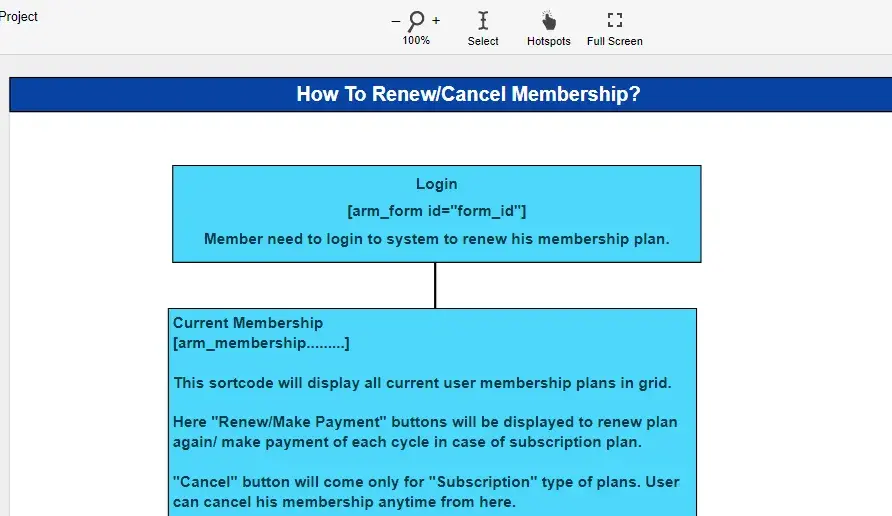 Project
– +
100%
Select
Hotspots
Full Screen
How To Renew/Cancel Membership?
Login
[arm_form id="form_id"]
Member need to login to system to renew his membership plan.
Current Membership
[arm_membership.........]
This sortcode will display all current user membership plans in grid.
Here "Renew/Make Payment" buttons will be displayed to renew plan
again/ make payment of each cycle in case of subscription plan.
"Cancel" button will come only for "Subscription" type of plans. User
can cancel his membership anytime from here.